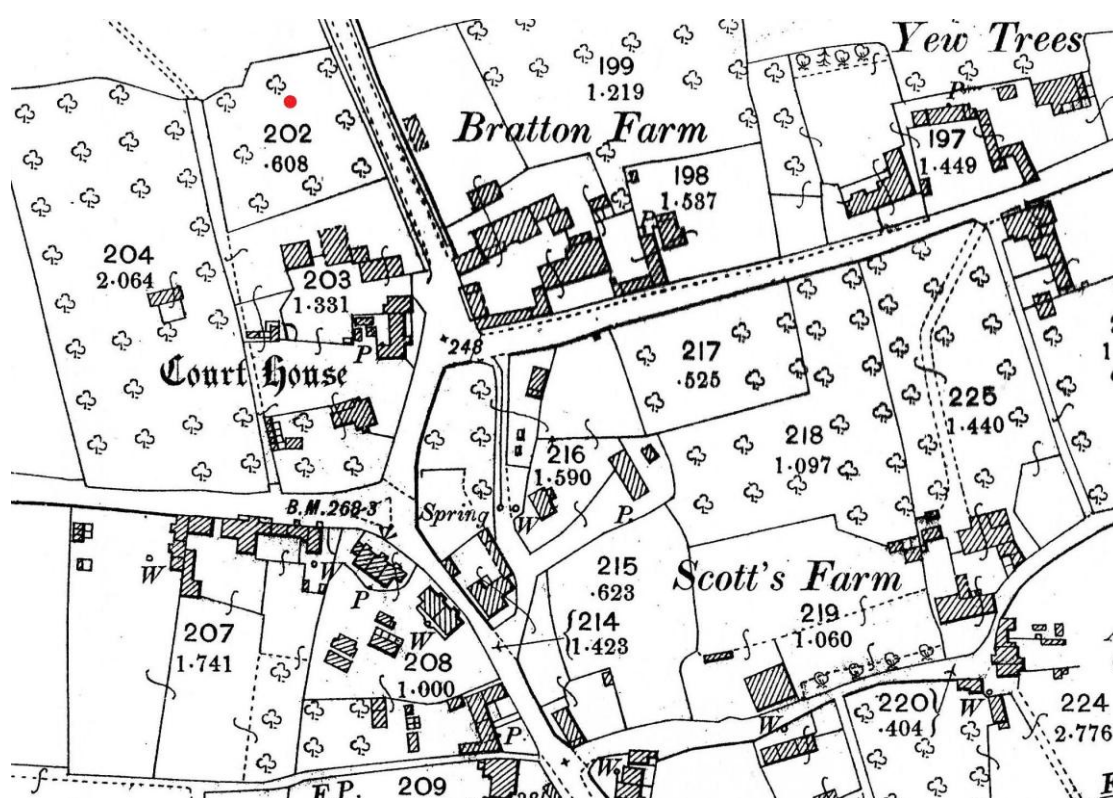 Yew Trees
199
1·219
202
·608
Bratton Farm
P
197
1·449
198
1·587
P
204
2·064
203
1·331
P
Court House
+248
217
·525
225
1·440
218
1·097
216
1·590
B.M.268·3
Spring
W
P.
W
W
P
215
·623
Scott's Farm
214
1·423
219
1·060
207
1·741
W
208
1·000
220
·404
W
224
2·776
P
W.
W.
F.P.
209